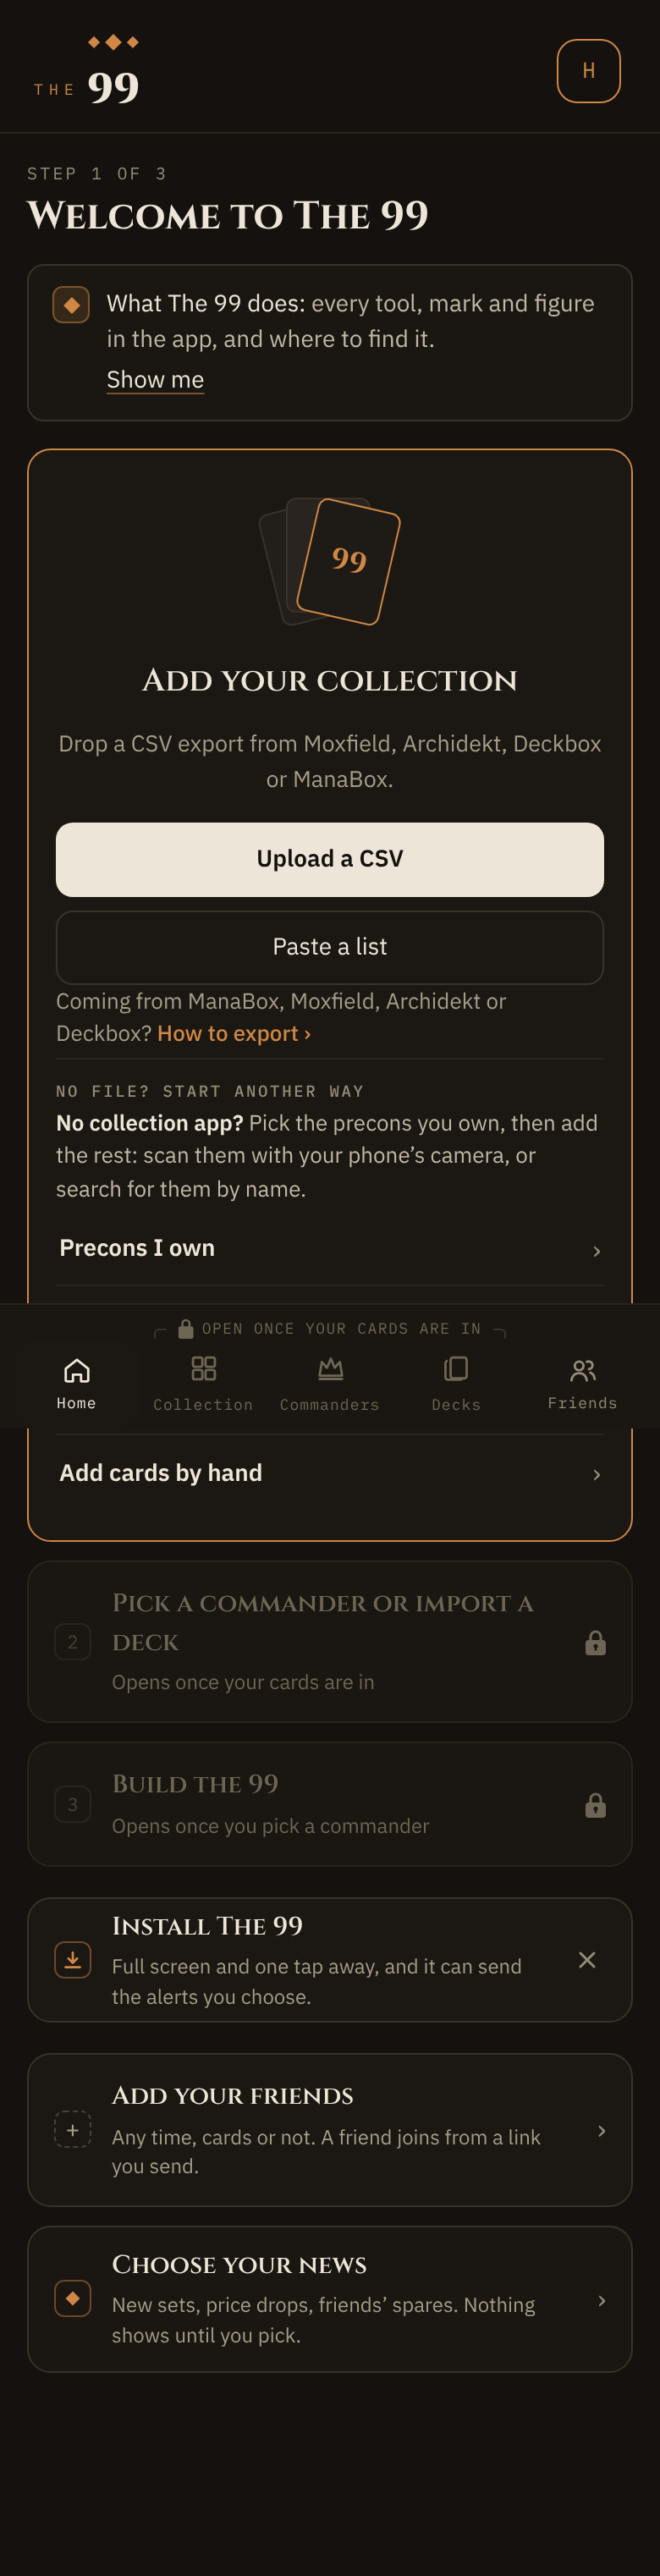 THE 99
H
STEP 1 OF 3
Welcome to The 99
What The 99 does: every tool, mark and figure
in the app, and where to find it.
Show me
99
Add your collection
Drop a CSV export from Moxfield, Archidekt, Deckbox
or ManaBox.
Upload a CSV
Paste a list
Coming from ManaBox, Moxfield, Archidekt or
Deckbox? How to export ›
NO FILE? START ANOTHER WAY
No collection app? Pick the precons you own, then add
the rest: scan them with your phone’s camera, or
search for them by name.
Precons I own ›
OPEN ONCE YOUR CARDS ARE IN
Home Collection Commanders Decks Friends
Add cards by hand ›
2
Pick a commander or import a
deck
Opens once your cards are in
3
Build the 99
Opens once you pick a commander
Install The 99
Full screen and one tap away, and it can send
the alerts you choose.
Add your friends
Any time, cards or not. A friend joins from a link
you send.
Choose your news
New sets, price drops, friends’ spares. Nothing
shows until you pick.